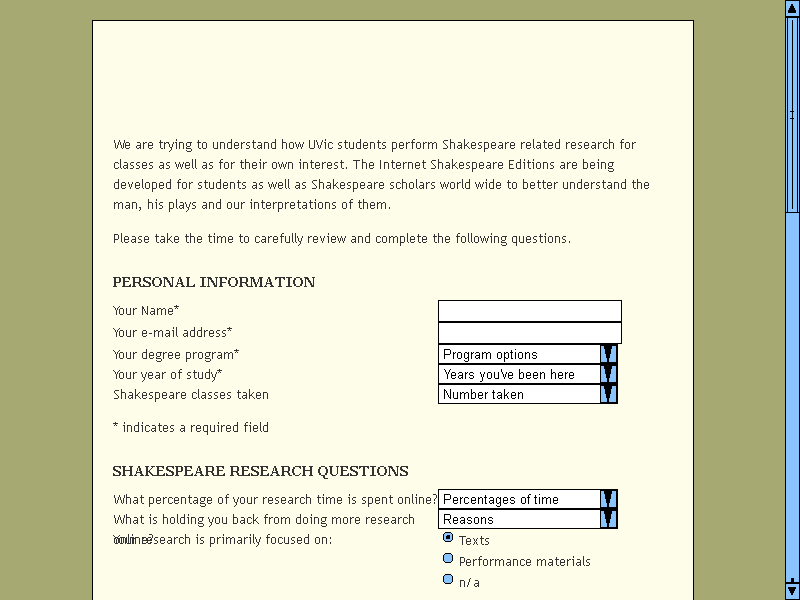 We are trying to understand how UVic students perform Shakespeare related research for
classes as well as for their own interest. The Internet Shakespeare Editions are being
developed for students as well as Shakespeare scholars world wide to better understand the
man, his plays and our interpretations of them.
Please take the time to carefully review and complete the following questions.
PERSONAL INFORMATION
Your Name*
Your e-mail address*
Your degree program* Program options
Your year of study* Years you've been here
Shakespeare classes taken Number taken
* indicates a required field
SHAKESPEARE RESEARCH QUESTIONS
What percentage of your research time is spent online? Percentages of time
What is holding you back from doing more research Reasons
online?
Your research is primarily focused on: Texts
Performance materials
n/a